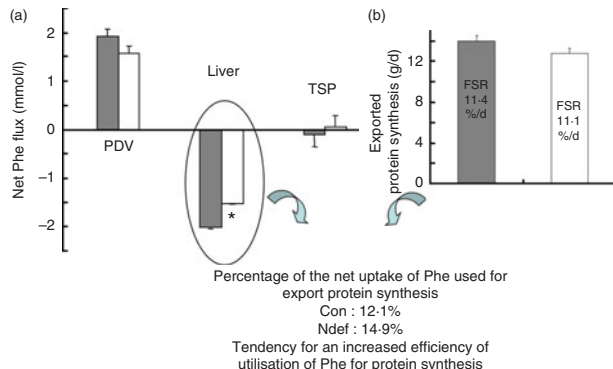 (a)
2
1
0
−1
−2
Net Phe flux (mmol/l)
PDV
Liver
*
TSP
(b)
12
8
4
0
Exported
protein synthesis (g/d)
FSR
11·4
%/d
FSR
11·1
%/d
Percentage of the net uptake of Phe used for
export protein synthesis
Con : 12·1%
Ndef : 14·9%
Tendency for an increased efficiency of
utilisation of Phe for protein synthesis